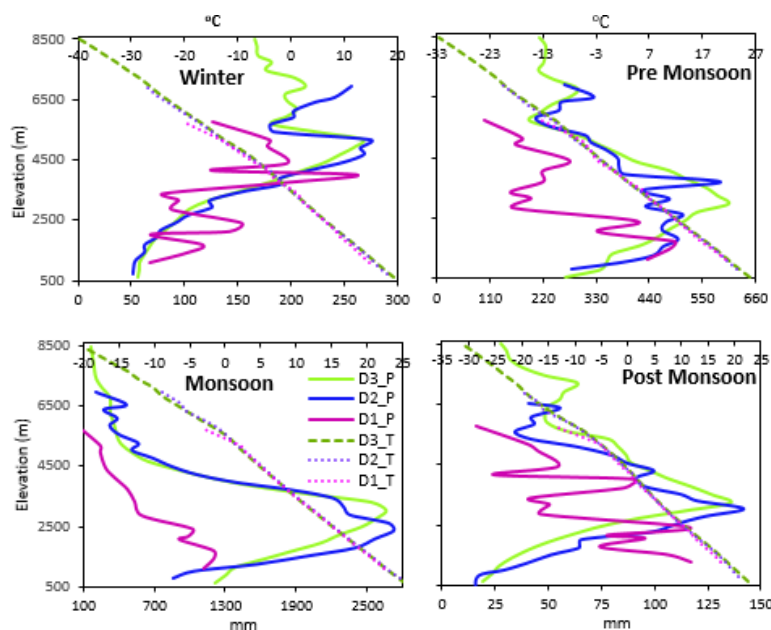 °C °C
-40 -20 0 20 -33 -23 -13 -3 7 17 27
8500
Winter Pre Monsoon
6500
4500
2500
500
Elevation (m)
0 50 100 150 200 250 300 0 110 220 330 440 550 660
-20 -15 -10 -5 0 5 10 15 20 25 -35 -30 -25 -20 -15 -10 -5 0 5 10 15 20 25
8500
Monsoon Post Monsoon
D3_P
D2_P
D1_P
D3_T
D2_T
D1_T
6500
4500
2500
500
Elevation (m)
100 700 1300 1900 2500 0 25 50 75 100 125 150
mm mm